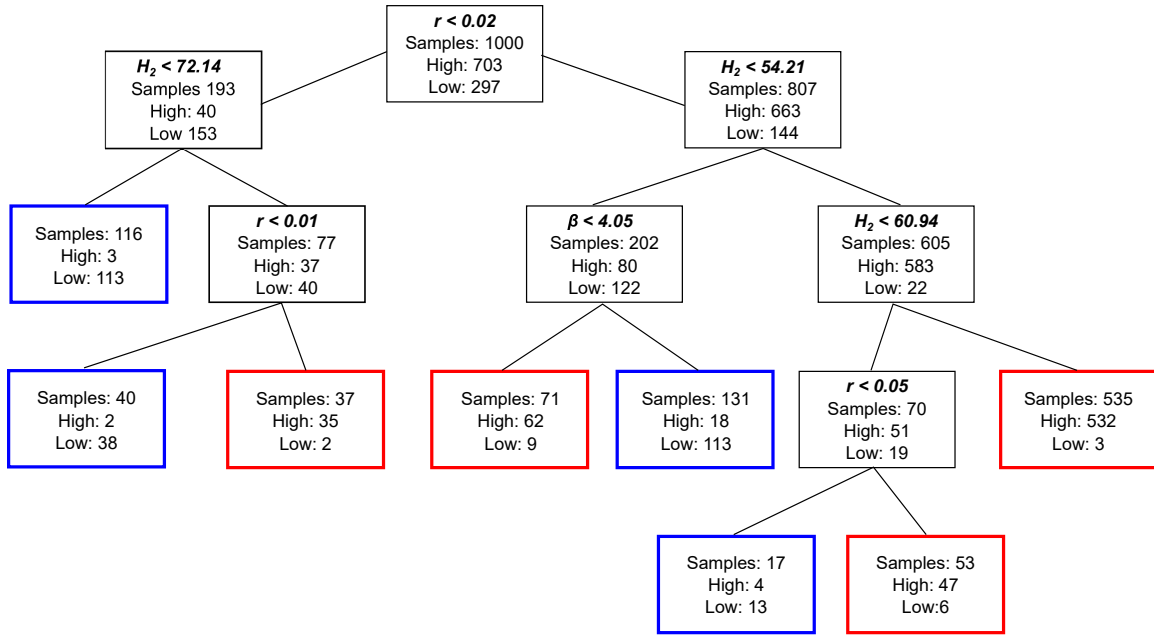 r < 0.02
Samples: 1000
High: 703
Low: 297
H₂ < 72.14
Samples 193
High: 40
Low 153
H₂ < 54.21
Samples: 807
High: 663
Low: 144
Samples: 116
High: 3
Low: 113
r < 0.01
Samples: 77
High: 37
Low: 40
β < 4.05
Samples: 202
High: 80
Low: 122
H₂ < 60.94
Samples: 605
High: 583
Low: 22
Samples: 40
High: 2
Low: 38
Samples: 37
High: 35
Low: 2
Samples: 71
High: 62
Low: 9
Samples: 131
High: 18
Low: 113
r < 0.05
Samples: 70
High: 51
Low: 19
Samples: 535
High: 532
Low: 3
Samples: 17
High: 4
Low: 13
Samples: 53
High: 47
Low:6